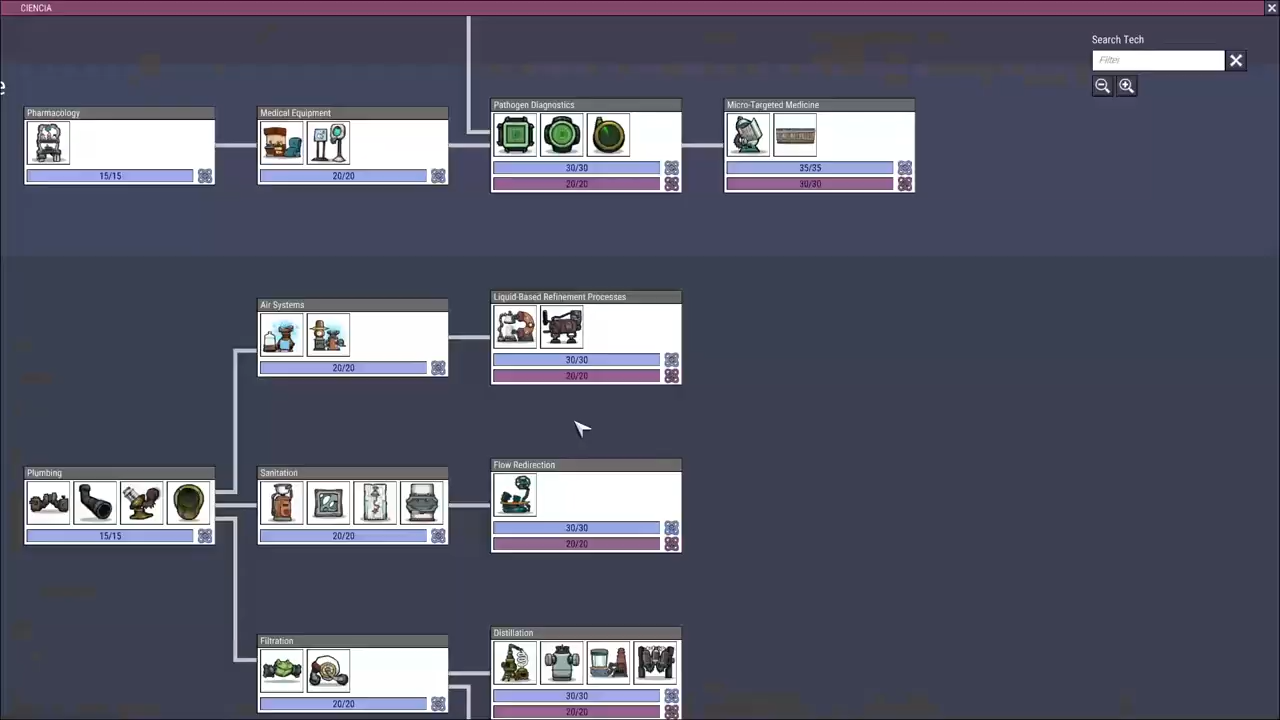 CIENCIA
Search Tech
Filter
e
Pharmacology
15/15
Medical Equipment
20/20
Pathogen Diagnostics
30/30
20/20
Micro-Targeted Medicine
35/35
30/30
Air Systems
20/20
Liquid-Based Refinement Processes
30/30
20/20
Plumbing
15/15
Sanitation
20/20
Flow Redirection
30/30
20/20
Filtration
20/20
Distillation
30/30
20/20